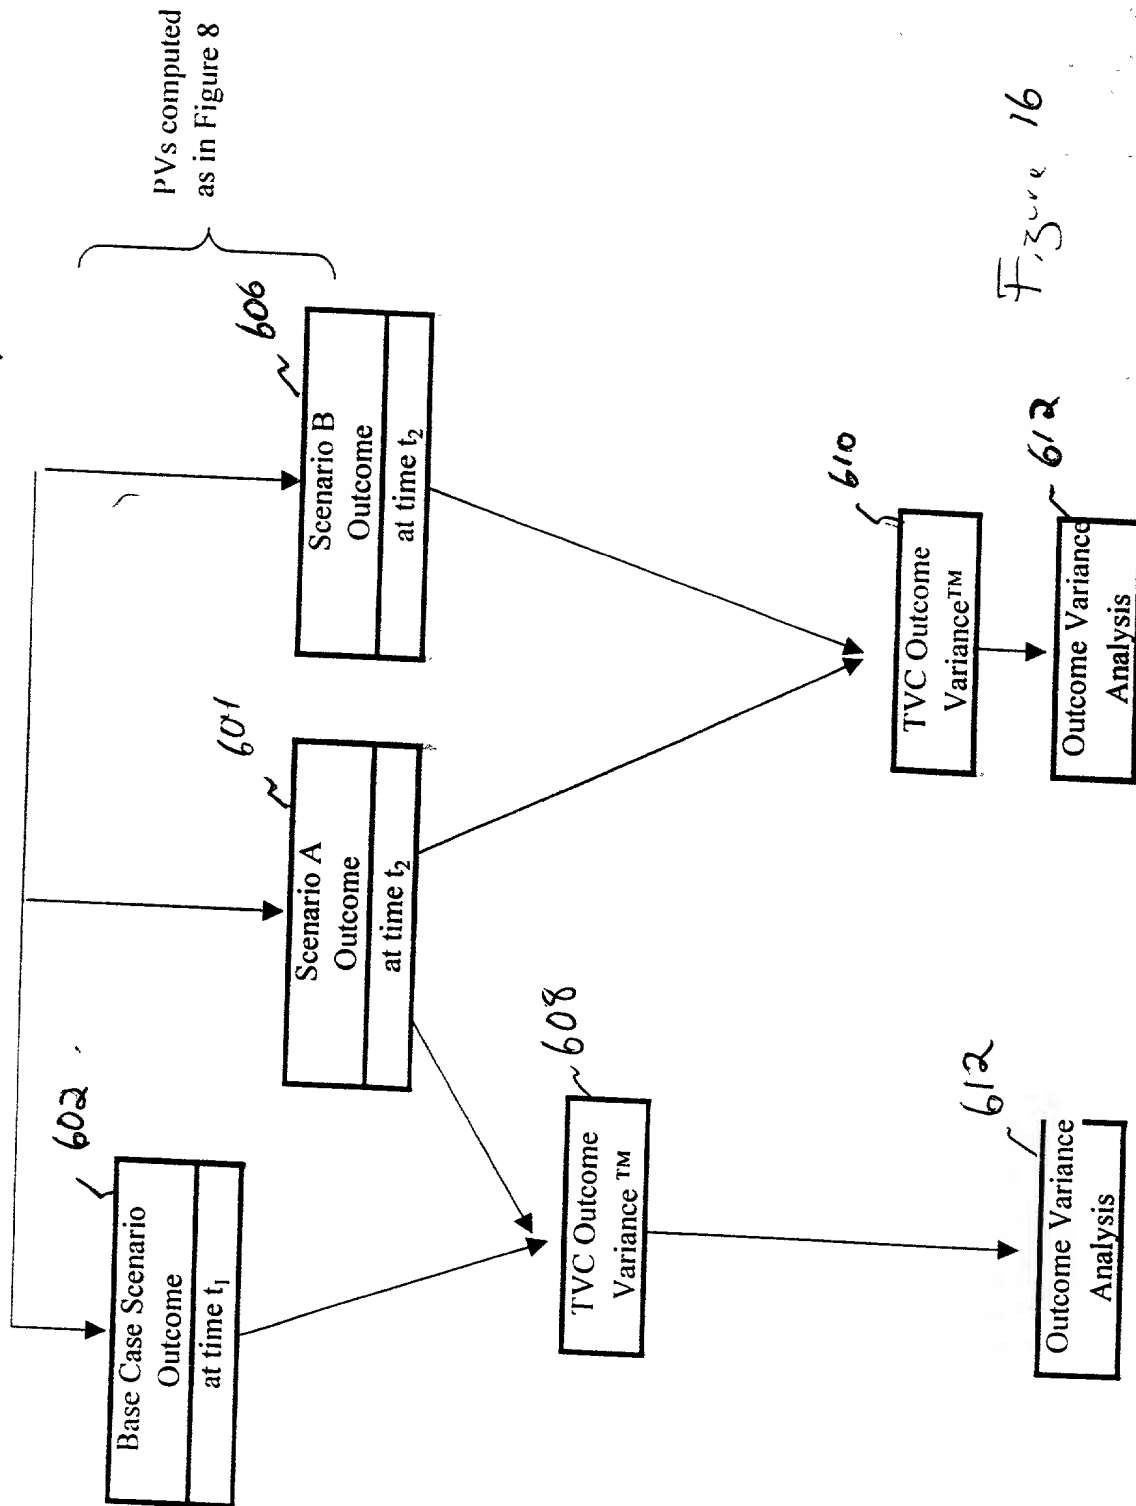 PVs computed
as in Figure 8
602
Base Case Scenario
Outcome
at time t₁
601
Scenario A
Outcome
at time t₂
606
Scenario B
Outcome
at time t₂
608
TVC Outcome
Variance™
610
TVC Outcome
Variance™
612
Outcome Variance
Analysis
612
Outcome Variance
Analysis
Figure 16